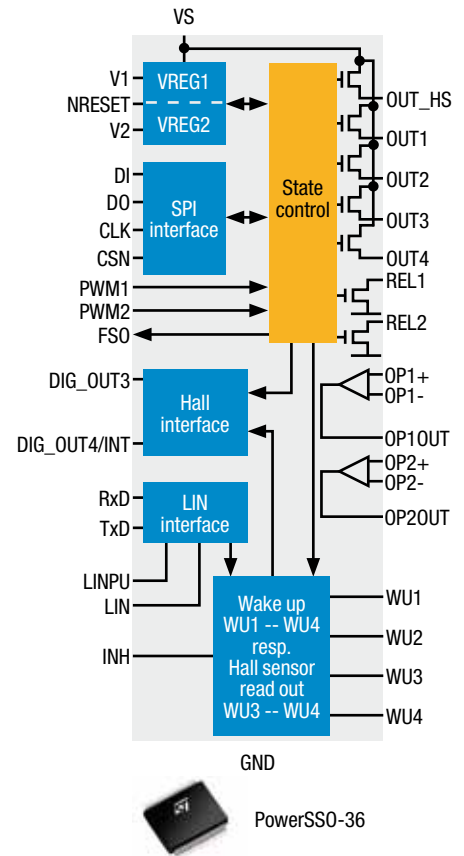 VS
V1
NRESET
V2
VREG1
VREG2
DI
DO
CLK
CSN
SPI
interface
PWM1
PWM2
FSO
State
control
OUT_HS
OUT1
OUT2
OUT3
OUT4
REL1
REL2
DIG_OUT3
DIG_OUT4/INT
Hall
interface
OP1+
OP1-
OP1OUT
OP2+
OP2-
OP2OUT
RxD
TxD
LIN
interface
LINPU
LIN
INH
Wake up
WU1 -- WU4
resp.
Hall sensor
read out
WU3 -- WU4
WU1
WU2
WU3
WU4
GND
ST
PowerSSO-36